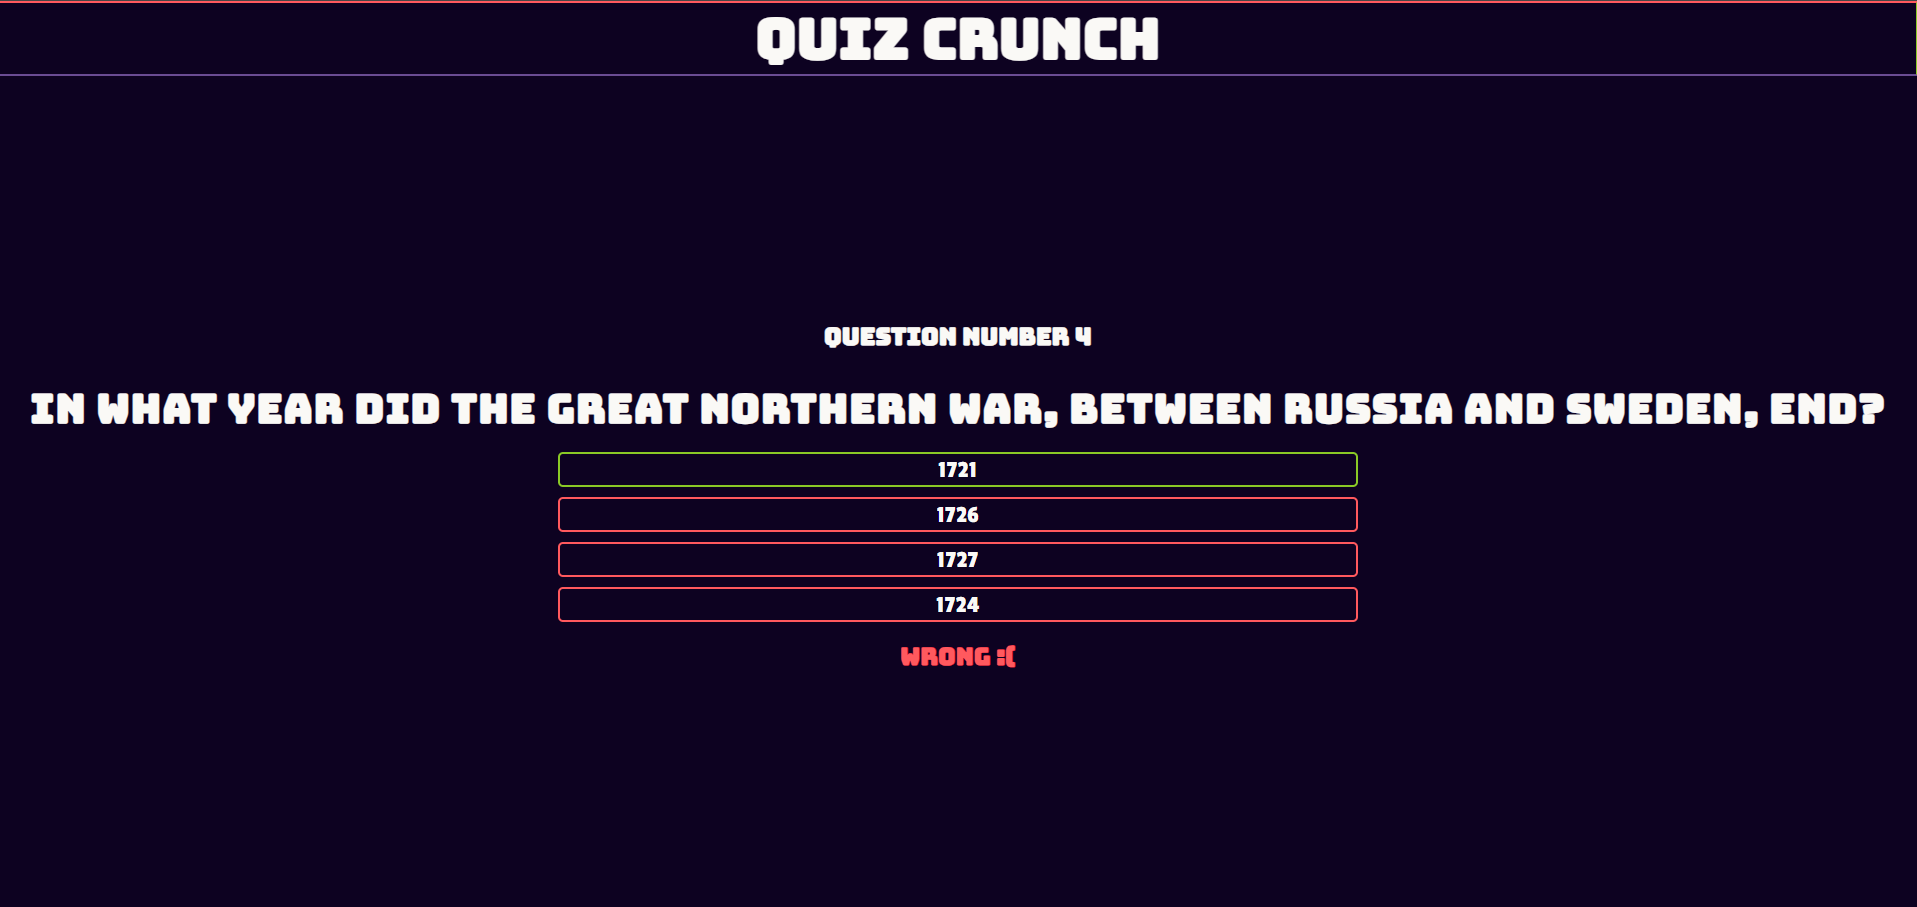 QUIZ CRUNCH
QUESTION NUMBER 4
IN WHAT YEAR DID THE GREAT NORTHERN WAR, BETWEEN RUSSIA AND SWEDEN, END?
1721
1726
1727
1724
WRONG :(